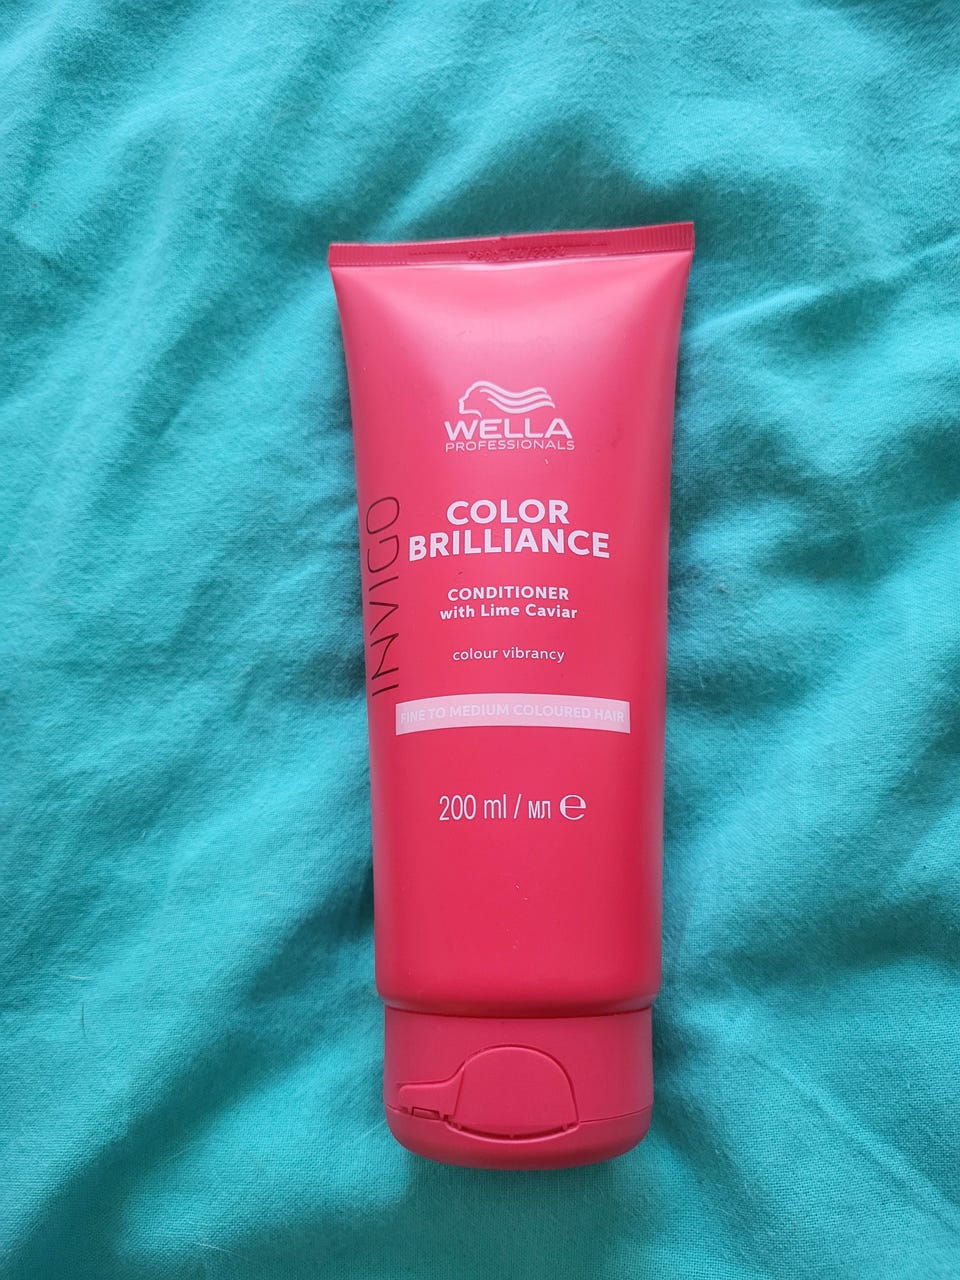 WELLA
PROFESSIONALS
INVIGO
COLOR
BRILLIANCE
CONDITIONER
with Lime Caviar
colour vibrancy
FINE TO MEDIUM COLOURED HAIR
200 ml / мл e